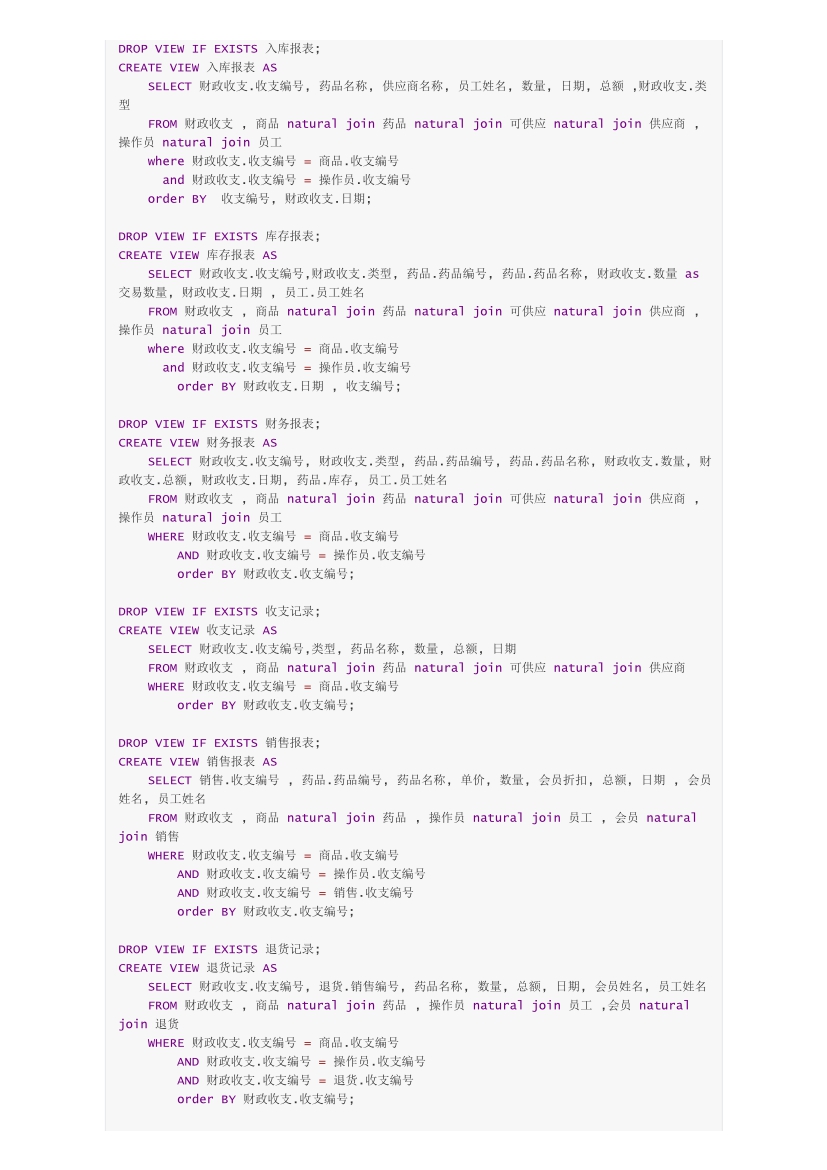 DROP VIEW IF EXISTS 入库报表;
CREATE VIEW 入库报表 AS
    SELECT 财政收支.收支编号, 药品名称, 供应商名称, 员工姓名, 数量, 日期, 总额 ,财政收支.类
型
    FROM 财政收支 , 商品 natural join 药品 natural join 可供应 natural join 供应商 ,
操作员 natural join 员工
    where 财政收支.收支编号 = 商品.收支编号
      and 财政收支.收支编号 = 操作员.收支编号
    order BY  收支编号, 财政收支.日期;

DROP VIEW IF EXISTS 库存报表;
CREATE VIEW 库存报表 AS
    SELECT 财政收支.收支编号,财政收支.类型, 药品.药品编号, 药品.药品名称, 财政收支.数量 as
交易数量, 财政收支.日期 , 员工.员工姓名
    FROM 财政收支 , 商品 natural join 药品 natural join 可供应 natural join 供应商 ,
操作员 natural join 员工
    where 财政收支.收支编号 = 商品.收支编号
      and 财政收支.收支编号 = 操作员.收支编号
        order BY 财政收支.日期 , 收支编号;

DROP VIEW IF EXISTS 财务报表;
CREATE VIEW 财务报表 AS
    SELECT 财政收支.收支编号, 财政收支.类型, 药品.药品编号, 药品.药品名称, 财政收支.数量, 财
政收支.总额, 财政收支.日期, 药品.库存, 员工.员工姓名
    FROM 财政收支 , 商品 natural join 药品 natural join 可供应 natural join 供应商 ,
操作员 natural join 员工
    WHERE 财政收支.收支编号 = 商品.收支编号
        AND 财政收支.收支编号 = 操作员.收支编号
        order BY 财政收支.收支编号;

DROP VIEW IF EXISTS 收支记录;
CREATE VIEW 收支记录 AS
    SELECT 财政收支.收支编号,类型, 药品名称, 数量, 总额, 日期
    FROM 财政收支 , 商品 natural join 药品 natural join 可供应 natural join 供应商
    WHERE 财政收支.收支编号 = 商品.收支编号
        order BY 财政收支.收支编号;

DROP VIEW IF EXISTS 销售报表;
CREATE VIEW 销售报表 AS
    SELECT 销售.收支编号 , 药品.药品编号, 药品名称, 单价, 数量, 会员折扣, 总额, 日期 , 会员
姓名, 员工姓名
    FROM 财政收支 , 商品 natural join 药品 , 操作员 natural join 员工 , 会员 natural
join 销售
    WHERE 财政收支.收支编号 = 商品.收支编号
        AND 财政收支.收支编号 = 操作员.收支编号
        AND 财政收支.收支编号 = 销售.收支编号
        order BY 财政收支.收支编号;

DROP VIEW IF EXISTS 退货记录;
CREATE VIEW 退货记录 AS
    SELECT 财政收支.收支编号, 退货.销售编号, 药品名称, 数量, 总额, 日期, 会员姓名, 员工姓名
    FROM 财政收支 , 商品 natural join 药品 , 操作员 natural join 员工 ,会员 natural
join 退货
    WHERE 财政收支.收支编号 = 商品.收支编号
        AND 财政收支.收支编号 = 操作员.收支编号
        AND 财政收支.收支编号 = 退货.收支编号
        order BY 财政收支.收支编号;